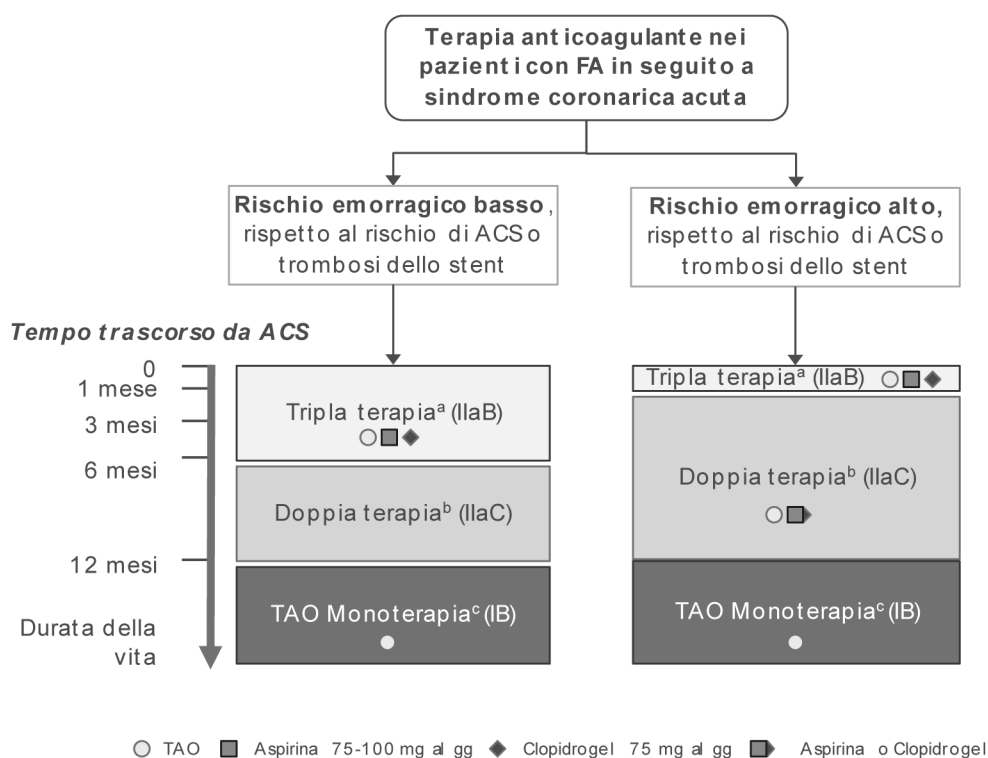 Terapia anticoagulante nei
pazienti con FA in seguito a
sindrome coronarica acuta
Rischio emorragico basso,
rispetto al rischio di ACS o
trombosi dello stent
Rischio emorragico alto,
rispetto al rischio di ACS o
trombosi dello stent
Tempo trascorso da ACS
0
1 mese
3 mesi
6 mesi
12 mesi
Durata della
vita
Tripla terapiaᵃ (IIaB)
Doppia terapiaᵇ (IIaC)
TAO Monoterapiaᶜ (IB)
Tripla terapiaᵃ (IIaB)
Doppia terapiaᵇ (IIaC)
TAO Monoterapiaᶜ (IB)
TAO Aspirina 75-100 mg al gg Clopidrogel 75 mg al gg Aspirina o Clopidrogel